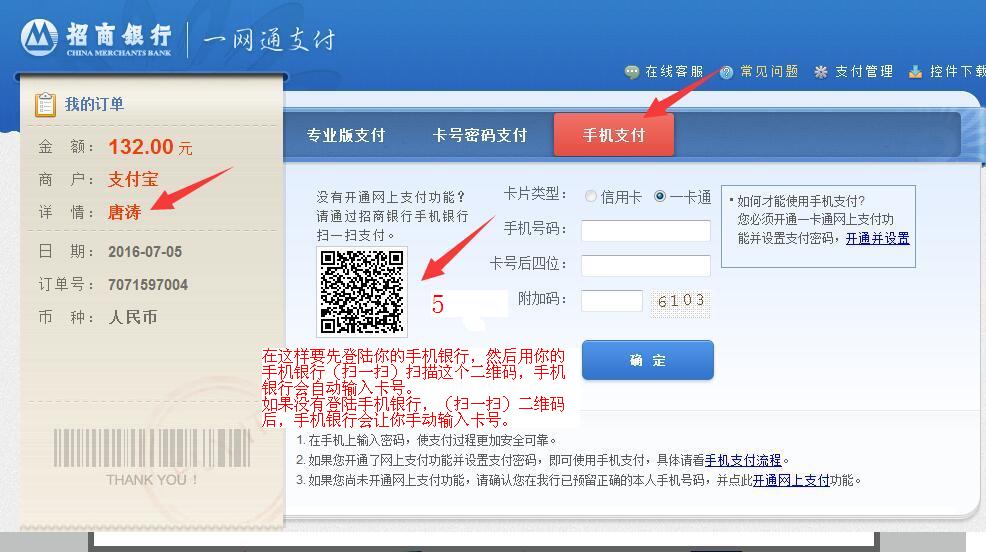 招商银行
CHINA MERCHANTS BANK
一网通支付
在线客服 常见问题 支付管理 控件下载
我的订单
金 额: 132.00 元
商 户: 支付宝
详 情: 唐涛
日 期: 2016-07-05
订单号: 7071597004
币 种: 人民币
THANK YOU !
专业版支付 卡号密码支付 手机支付
没有开通网上支付功能?
请通过招商银行手机银行
扫一扫支付。
卡片类型: 信用卡 一卡通
手机号码:
卡号后四位:
附加码: 6103
确 定
• 如何才能使用手机支付?
您必须开通一卡通网上支付功
能并设置支付密码,开通并设置
5
在这样要先登陆你的手机银行,然后用你的
手机银行(扫一扫)扫描这个二维码,手机
银行会自动输入卡号。
如果没有登陆手机银行,(扫一扫)二维码
后,手机银行会让你手动输入卡号。
1. 在手机上输入密码,使支付过程更加安全可靠。
2. 如果您开通了网上支付功能并设置支付密码,即可使用手机支付,具体请看手机支付流程。
3. 如果您尚未开通网上支付功能,请确认您在我行已预留正确的本人手机号码,并点此开通网上支付功能。